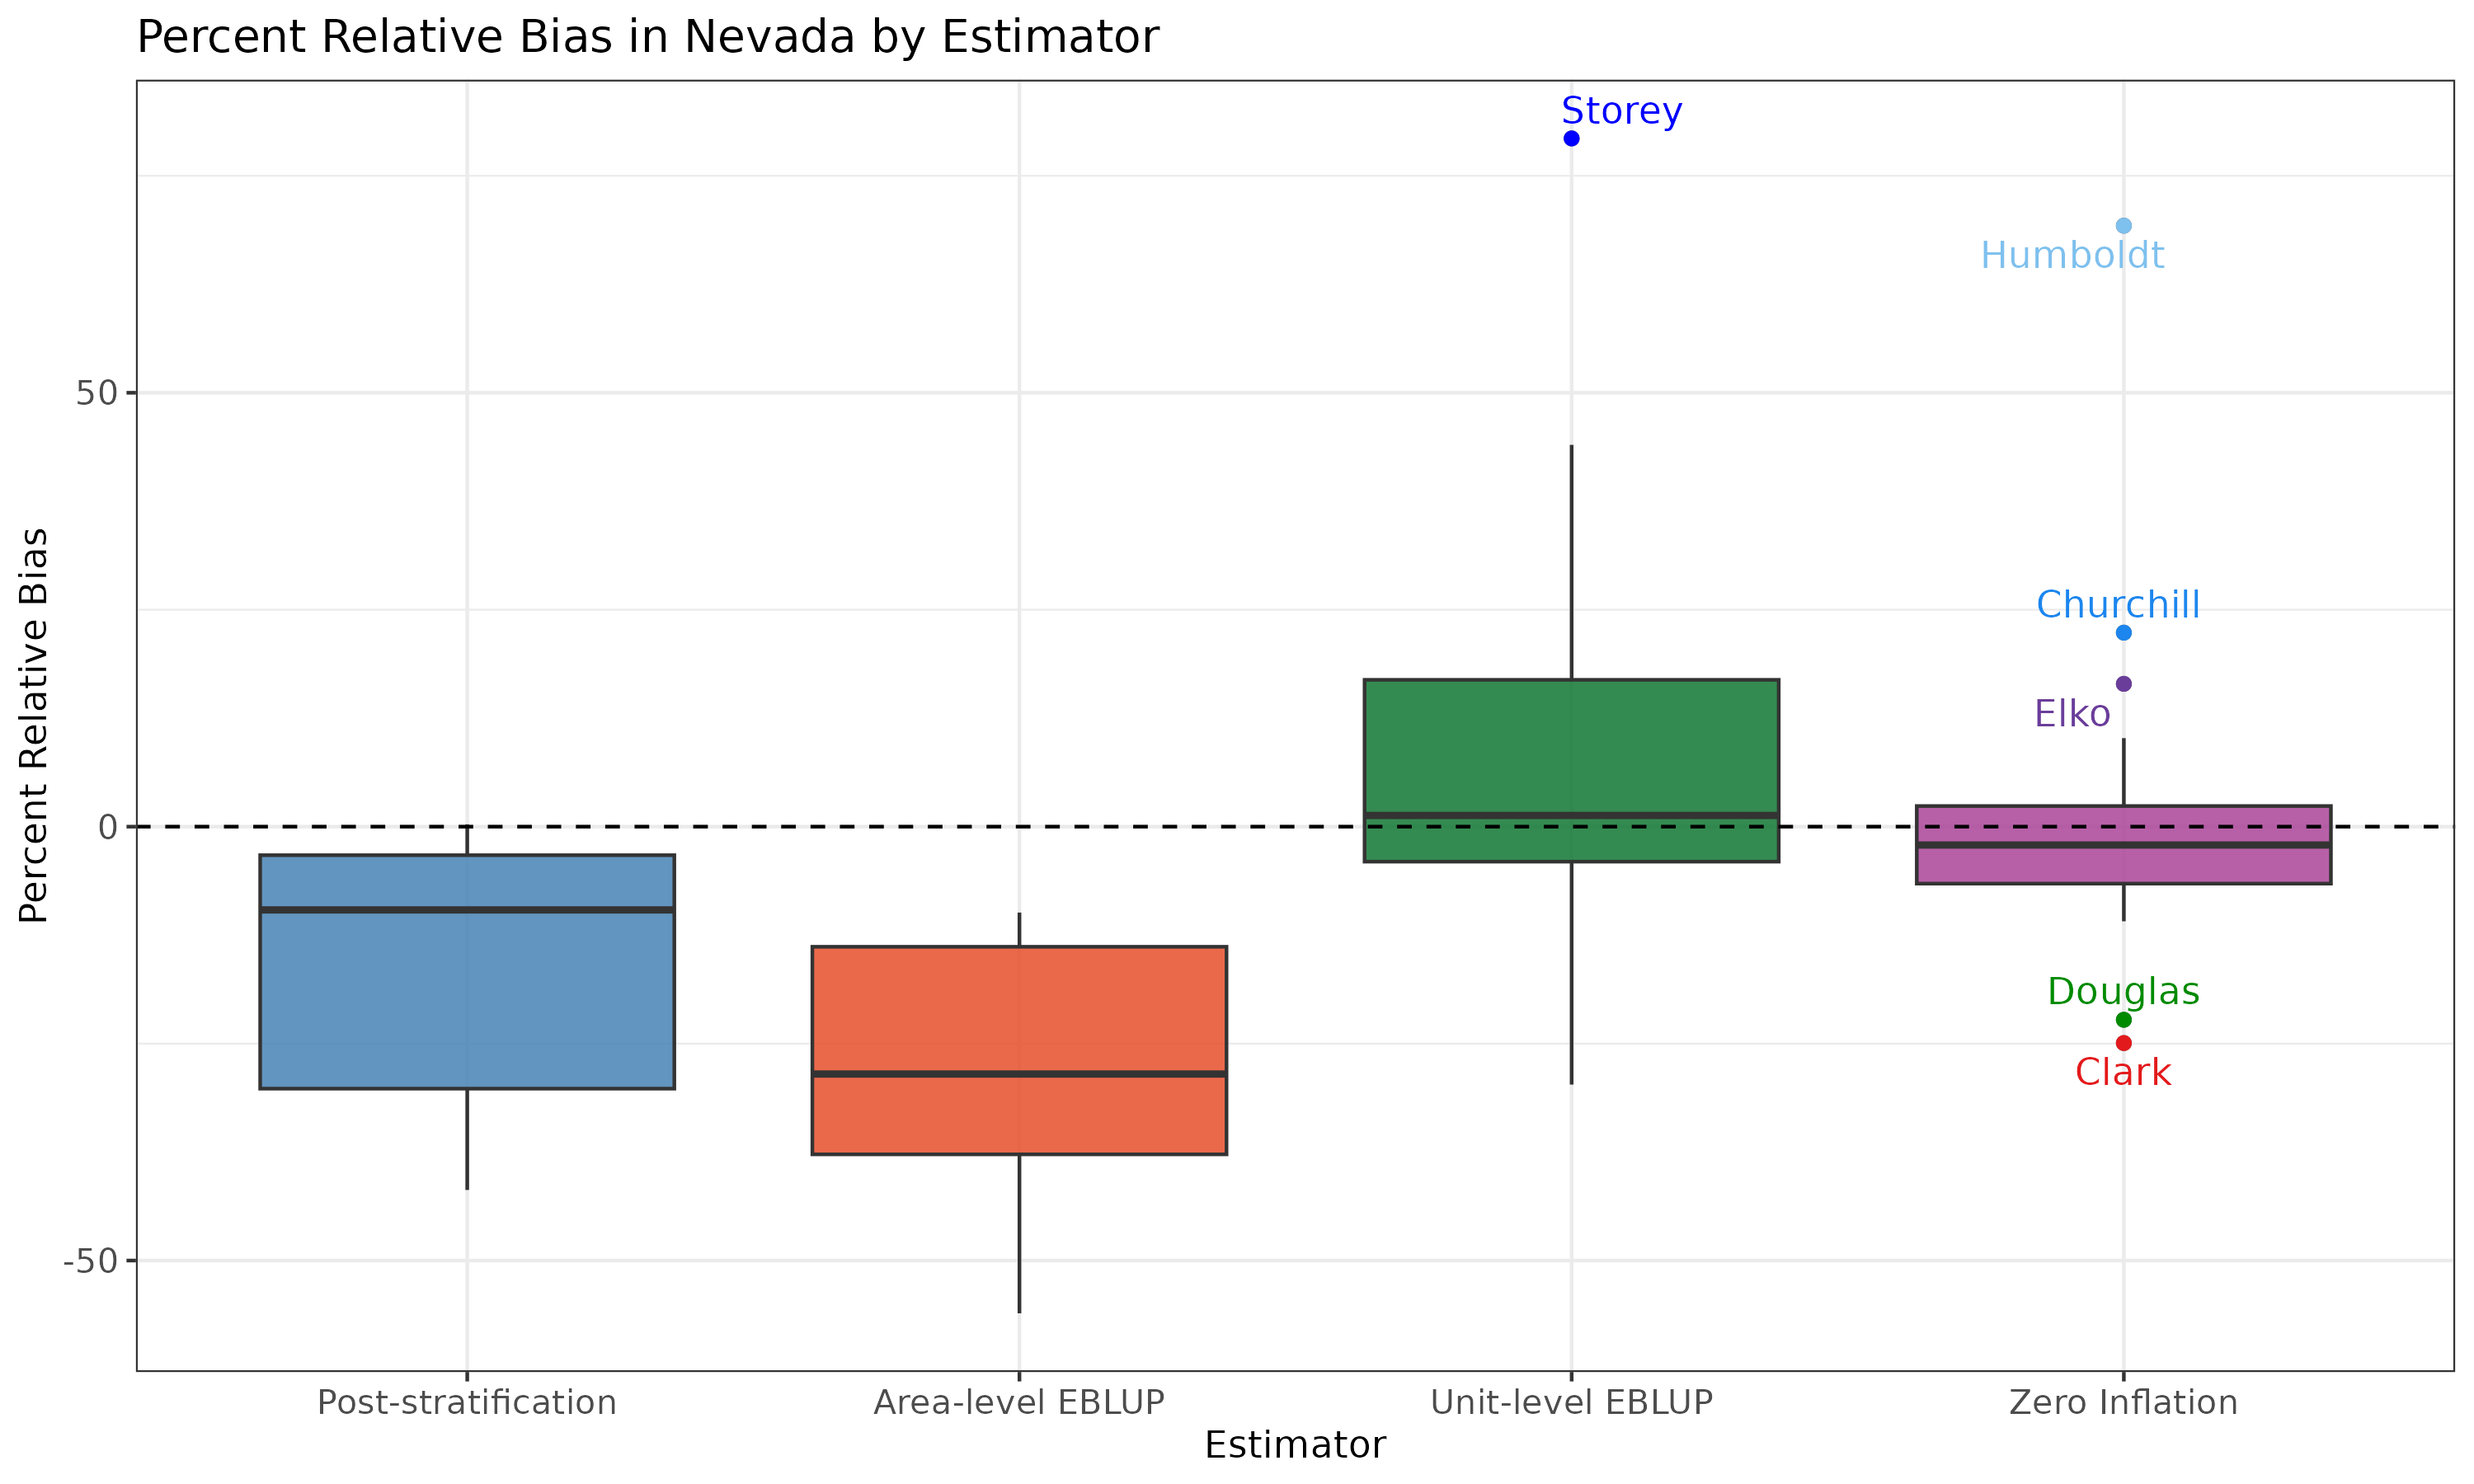 Percent Relative Bias in Nevada by Estimator
Storey
Humboldt
50
Churchill
Elko
Percent Relative Bias
0
Douglas
Clark
-50
Post-stratification
Area-level EBLUP
Unit-level EBLUP
Zero Inflation
Estimator